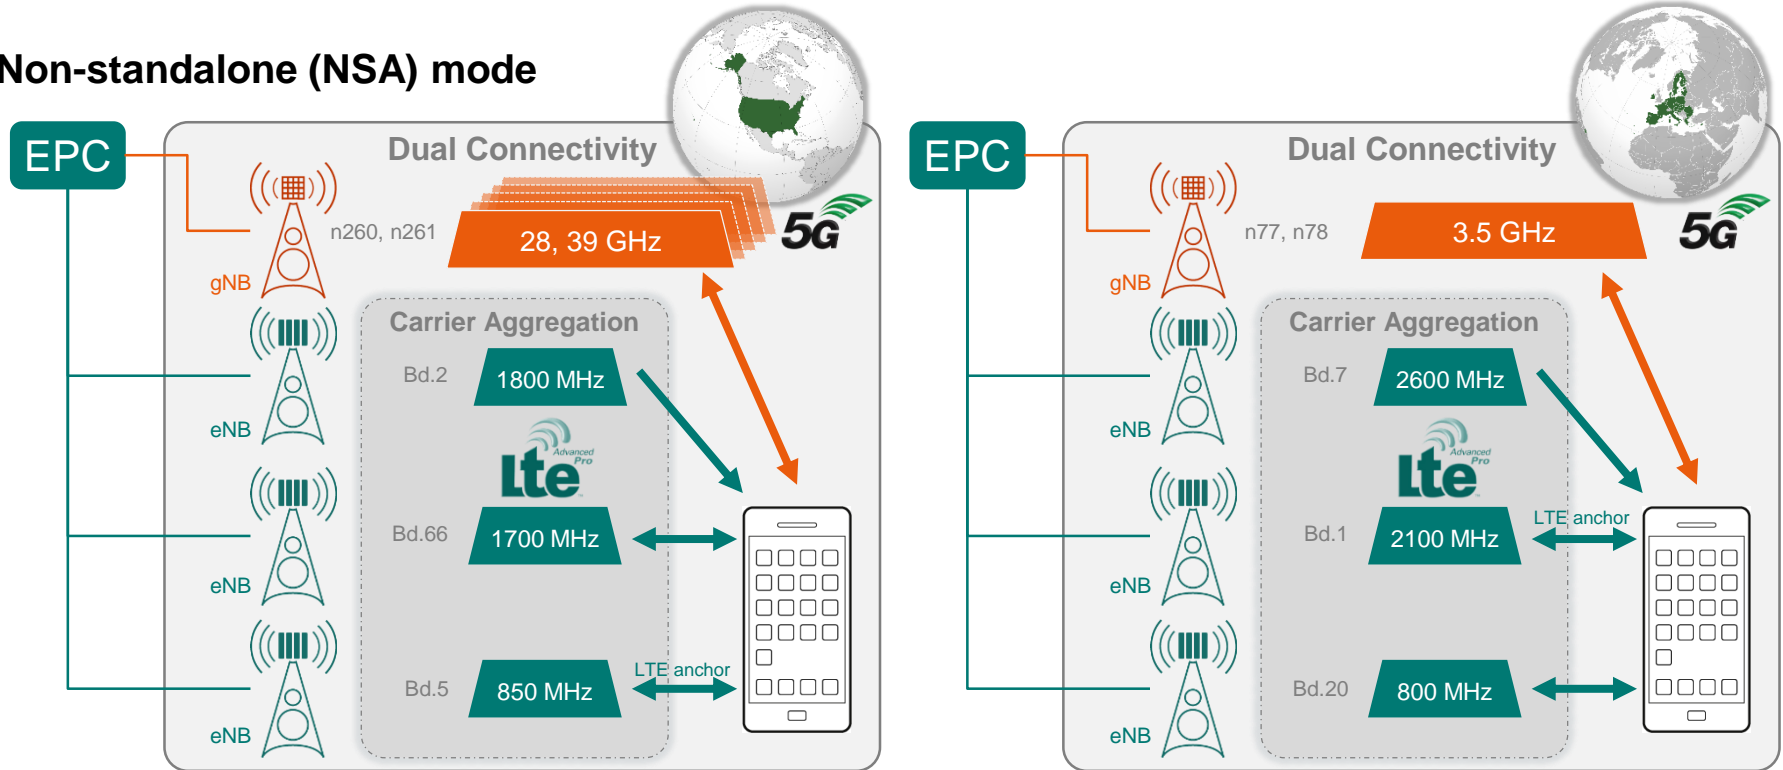 Non-standalone (NSA) mode
EPC
Dual Connectivity
n260, n261
28, 39 GHz
5G
gNB
Carrier Aggregation
Bd.2
1800 MHz
eNB
Lte
Advanced
Pro
Bd.66
1700 MHz
eNB
Bd.5
850 MHz
LTE anchor
eNB
EPC
Dual Connectivity
n77, n78
3.5 GHz
5G
gNB
Carrier Aggregation
Bd.7
2600 MHz
eNB
Lte
Advanced
Pro
Bd.1
2100 MHz
LTE anchor
eNB
Bd.20
800 MHz
eNB